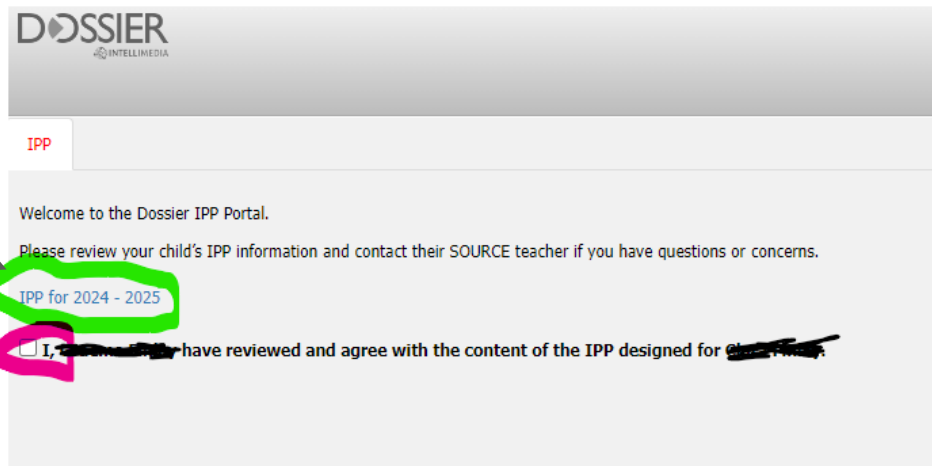 DOSSIER
INTELLIMEDIA
IPP
Welcome to the Dossier IPP Portal.
Please review your child's IPP information and contact their SOURCE teacher if you have questions or concerns.
IPP for 2024 - 2025
I, have reviewed and agree with the content of the IPP designed for